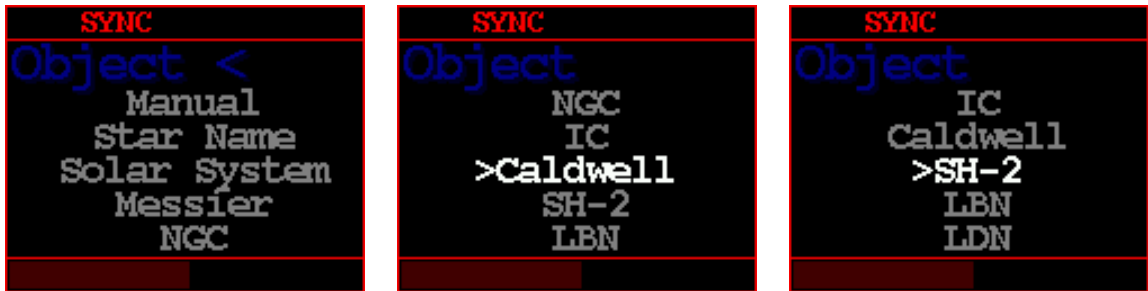 SYNC
Object <
Manual
Star Name
Solar System
Messier
NGC
SYNC
Object
NGC
IC
>Caldwell
SH-2
LBN
SYNC
Object
IC
Caldwell
>SH-2
LBN
LDN